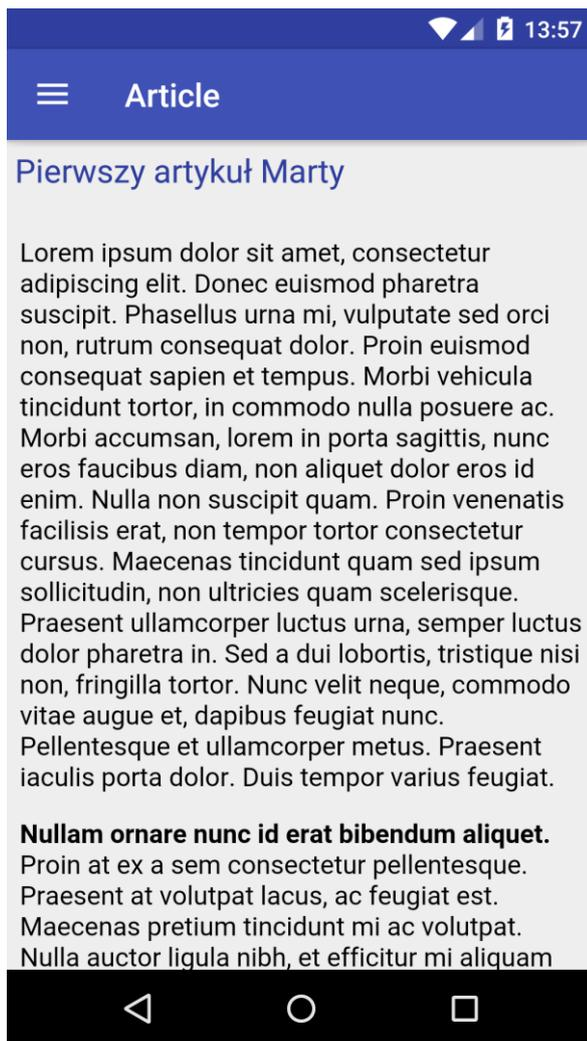 13:57
Article
Pierwszy artykuł Marty
Lorem ipsum dolor sit amet, consectetur
adipiscing elit. Donec euismod pharetra
suscipit. Phasellus urna mi, vulputate sed orci
non, rutrum consequat dolor. Proin euismod
consequat sapien et tempus. Morbi vehicula
tincidunt tortor, in commodo nulla posuere ac.
Morbi accumsan, lorem in porta sagittis, nunc
eros faucibus diam, non aliquet dolor eros id
enim. Nulla non suscipit quam. Proin venenatis
facilisis erat, non tempor tortor consectetur
cursus. Maecenas tincidunt quam sed ipsum
sollicitudin, non ultricies quam scelerisque.
Praesent ullamcorper luctus urna, semper luctus
dolor pharetra in. Sed a dui lobortis, tristique nisi
non, fringilla tortor. Nunc velit neque, commodo
vitae augue et, dapibus feugiat nunc.
Pellentesque et ullamcorper metus. Praesent
iaculis porta dolor. Duis tempor varius feugiat.
Nullam ornare nunc id erat bibendum aliquet.
Proin at ex a sem consectetur pellentesque.
Praesent at volutpat lacus, ac feugiat est.
Maecenas pretium tincidunt mi ac volutpat.
Nulla auctor ligula nibh, et efficitur mi aliquam